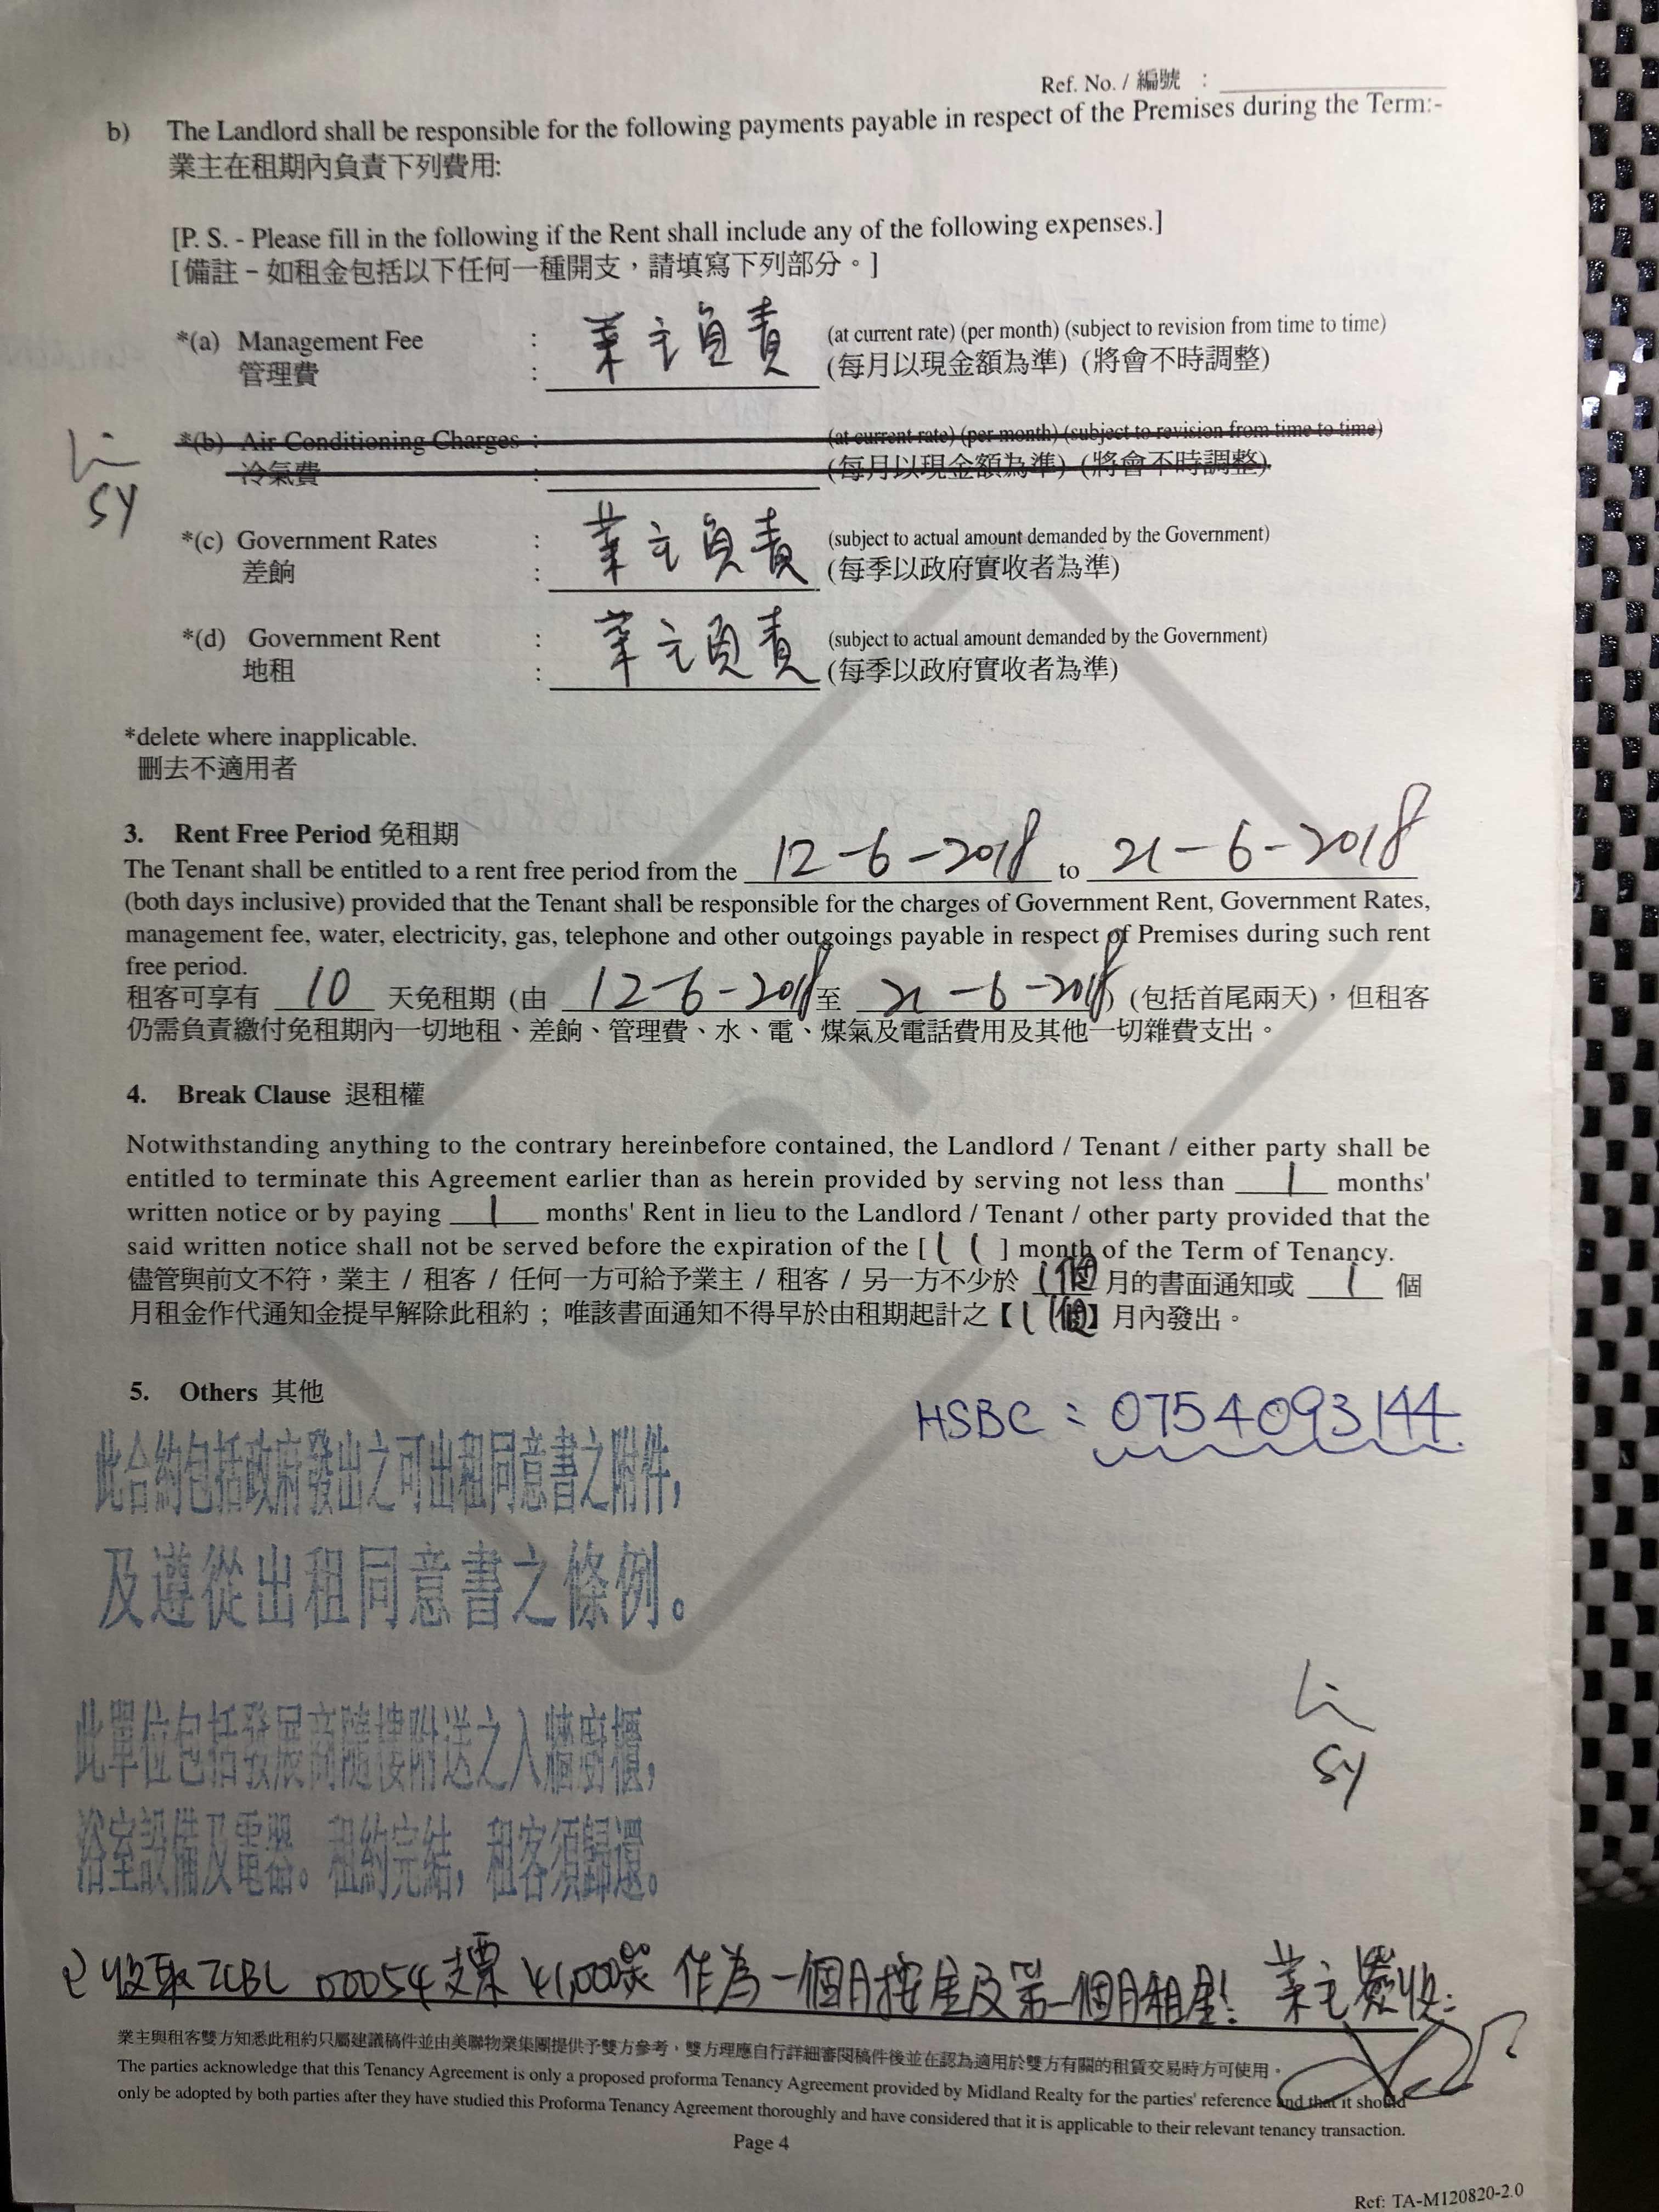 Ref. No. / 編號 :
b) The Landlord shall be responsible for the following payments payable in respect of the Premises during the Term:-
業主在租期內負責下列費用:
[P. S. - Please fill in the following if the Rent shall include any of the following expenses.]
[備註 – 如租金包括以下任何一種開支，請填寫下列部分。]
*(a) Management Fee : 業主負責 (at current rate) (per month) (subject to revision from time to time)
管理費 : (每月以現金額為準) (將會不時調整)
*(b) Air Conditioning Charges : (at current rate) (per month) (subject to revision from time to time)
冷氣費 : (每月以現金額為準) (將會不時調整)
Li
SY
*(c) Government Rates : 業主負責 (subject to actual amount demanded by the Government)
差餉 : (每季以政府實收者為準)
*(d) Government Rent : 業主負責 (subject to actual amount demanded by the Government)
地租 : (每季以政府實收者為準)
*delete where inapplicable.
刪去不適用者
3. Rent Free Period 免租期
The Tenant shall be entitled to a rent free period from the 12-6-2018 to 21-6-2018
(both days inclusive) provided that the Tenant shall be responsible for the charges of Government Rent, Government Rates,
management fee, water, electricity, gas, telephone and other outgoings payable in respect of Premises during such rent
free period.
租客可享有 10 天免租期 (由 12-6-2018 至 21-6-2018) (包括首尾兩天)，但租客
仍需負責繳付免租期內一切地租、差餉、管理費、水、電、煤氣及電話費用及其他一切雜費支出。
4. Break Clause 退租權
Notwithstanding anything to the contrary hereinbefore contained, the Landlord / Tenant / either party shall be
entitled to terminate this Agreement earlier than as herein provided by serving not less than 1 months'
written notice or by paying 1 months' Rent in lieu to the Landlord / Tenant / other party provided that the
said written notice shall not be served before the expiration of the [ 11 ] month of the Term of Tenancy.
儘管與前文不符，業主 / 租客 / 任何一方可給予業主 / 租客 / 另一方不少於 1個 月的書面通知或 1 個
月租金作代通知金提早解除此租約；唯該書面通知不得早於由租期起計之【11個】月內發出。
5. Others 其他
HSBC : 0754093144
此合約包括政府發出之可出租同意書之附件,
及遵從出租同意書之條例。
Li
SY
此單位包括發展商隨樓附送之入牆廚櫃,
浴室設備及電器。租約完結, 租客須歸還。
已收取 ICBC 00054 支票 41,000 作為一個月按金及第一個月租金! 業主簽收:
業主與租客雙方知悉此租約只屬建議稿件並由美聯物業集團提供予雙方參考，雙方理應自行詳細審閱稿件後並在認為適用於雙方有關的租賃交易時方可使用。
The parties acknowledge that this Tenancy Agreement is only a proposed proforma Tenancy Agreement provided by Midland Realty for the parties' reference and that it should
only be adopted by both parties after they have studied this Proforma Tenancy Agreement thoroughly and have considered that it is applicable to their relevant tenancy transaction.
Page 4
Ref: TA-M120820-2.0